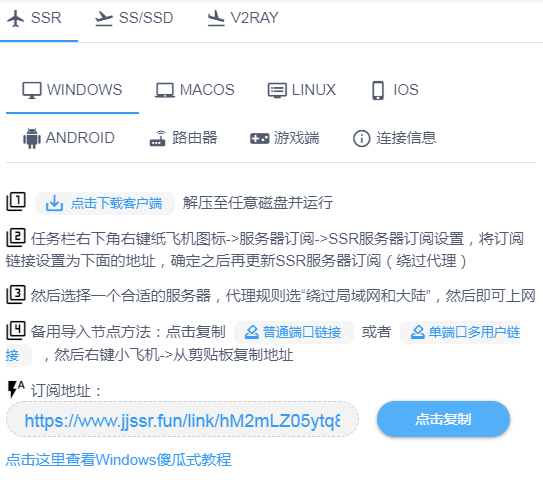 SSR SS/SSD V2RAY
WINDOWS MACOS LINUX IOS
ANDROID 路由器 游戏端 连接信息
1 点击下载客户端 解压至任意磁盘并运行
2 任务栏右下角右键纸飞机图标->服务器订阅->SSR服务器订阅设置，将订阅
链接设置为下面的地址，确定之后再更新SSR服务器订阅（绕过代理）
3 然后选择一个合适的服务器，代理规则选“绕过局域网和大陆”，然后即可上网
4 备用导入节点方法：点击复制 普通端口链接 或者 单端口多用户链
接 ，然后右键小飞机->从剪贴板复制地址
A 订阅地址：
https://www.jjssr.fun/link/hM2mLZ05ytq8 点击复制
点击这里查看Windows傻瓜式教程